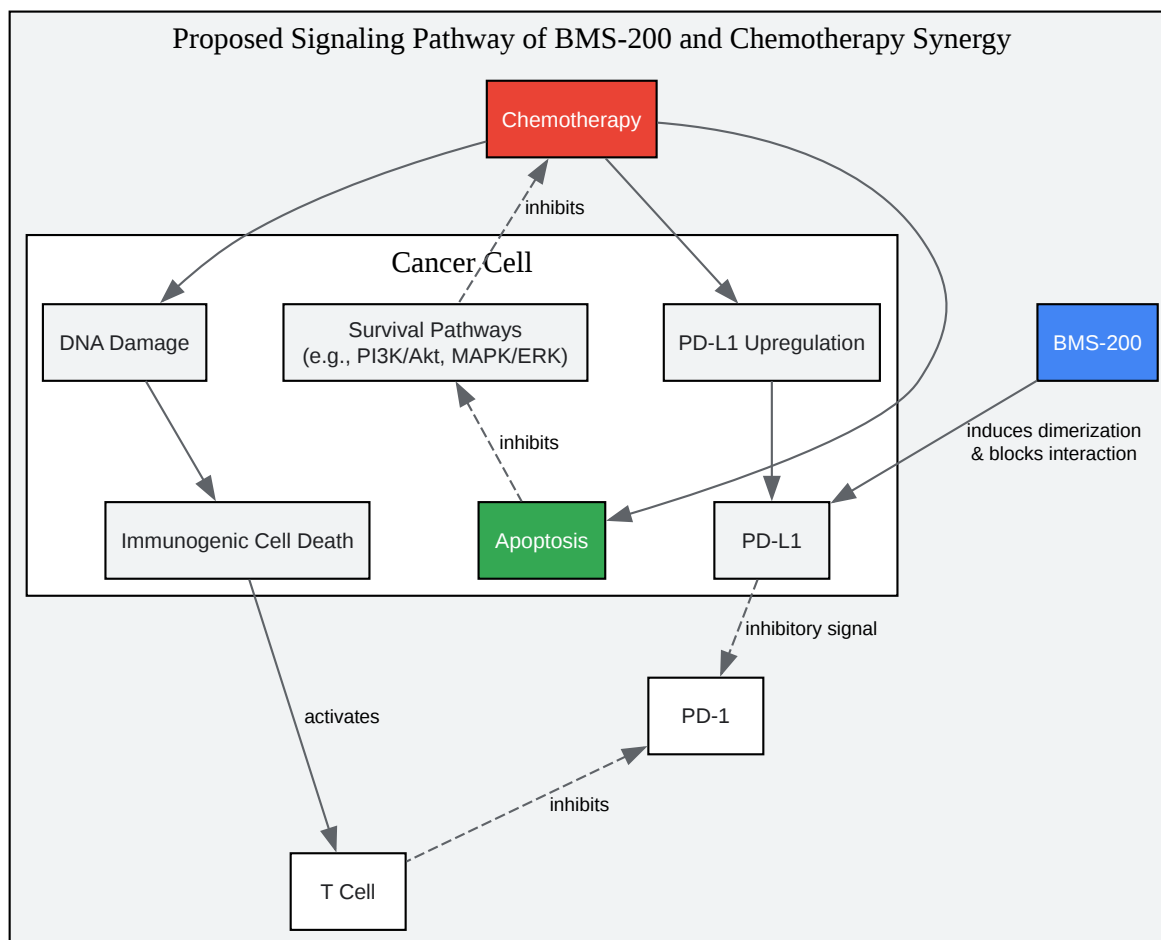 Proposed Signaling Pathway of BMS-200 and Chemotherapy Synergy
Chemotherapy
inhibits
Cancer Cell
DNA Damage
Survival Pathways
(e.g., PI3K/Akt, MAPK/ERK)
PD-L1 Upregulation
BMS-200
inhibits
induces dimerization
& blocks interaction
Immunogenic Cell Death
Apoptosis
PD-L1
inhibitory signal
activates
PD-1
inhibits
T Cell